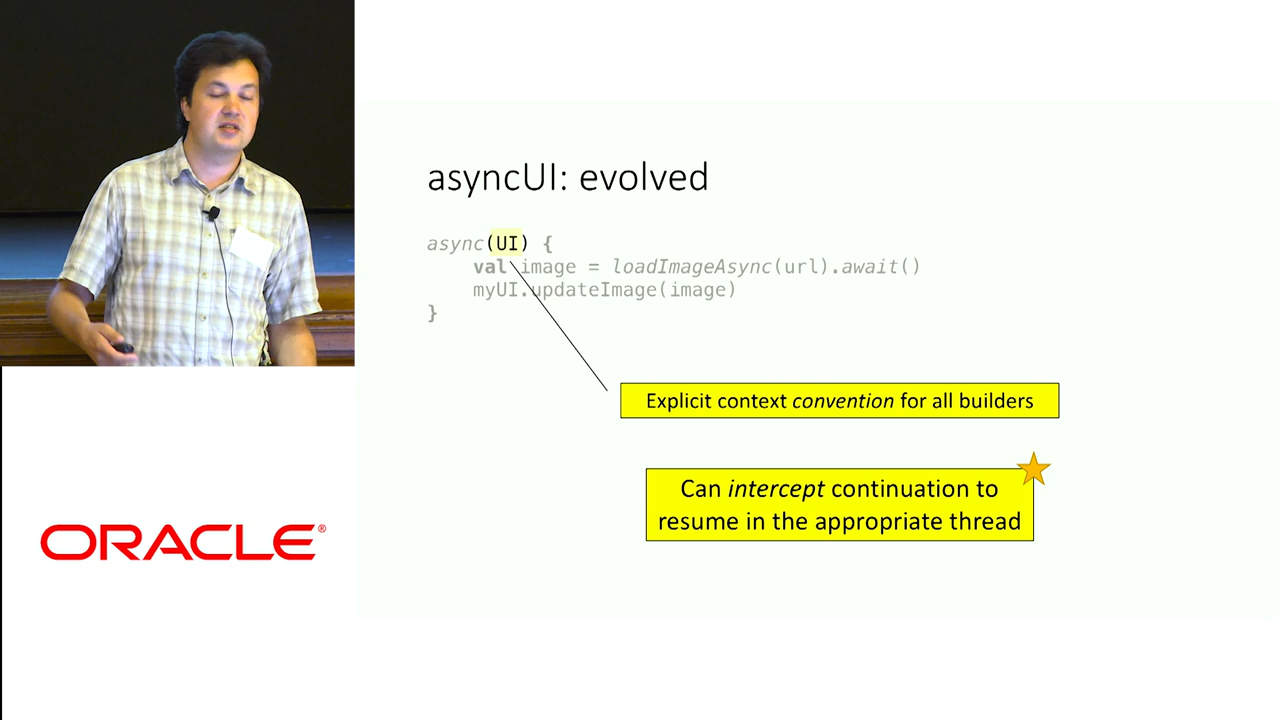 asyncUI: evolved
async(UI) {
    val image = loadImageAsync(url).await()
    myUI.updateImage(image)
}
Explicit context convention for all builders
Can intercept continuation to
resume in the appropriate thread
ORACLE®